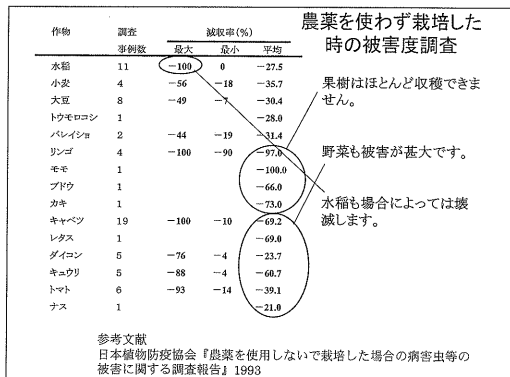 農薬を使わず栽培した
時の被害度調査
作物 調査 減収率(%)
事例数 最大 最小 平均
水稲 11 −100 0 −27.5
小麦 4 −56 −18 −35.7
大豆 8 −49 −7 −30.4
トウモロコシ 1 −28.0
バレイショ 2 −44 −19 −31.4
リンゴ 4 −100 −90 −97.0
モモ 1 −100.0
ブドウ 1 −66.0
カキ 1 −73.0
キャベツ 19 −100 −10 −69.2
レタス 1 −69.0
ダイコン 5 −76 −4 −23.7
キュウリ 5 −88 −4 −60.7
トマト 6 −93 −14 −39.1
ナス 1 −21.0
果樹はほとんど収穫できま
せん。
野菜も被害が甚大です。
水稲も場合によっては壊
滅します。
参考文献
日本植物防疫協会『農薬を使用しないで栽培した場合の病害虫等の
被害に関する調査報告』1993